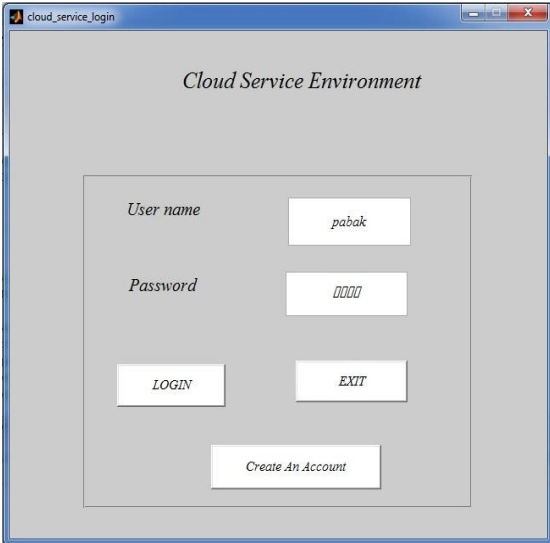 cloud_service_login
Cloud Service Environment
User name
pabak
Password
▯▯▯▯
LOGIN
EXIT
Create An Account